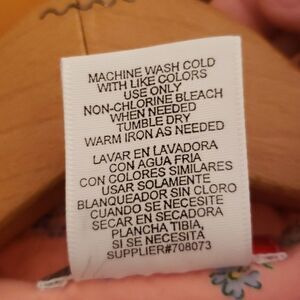 MACHINE WASH COLD
WITH LIKE COLORS
USE ONLY
NON-CHLORINE BLEACH
WHEN NEEDED
TUMBLE DRY
WARM IRON AS NEEDED
LAVAR EN LAVADORA
CON AGUA FRIA
CON COLORES SIMILARES
USAR SOLAMENTE
BLANQUEADOR SIN CLORO
CUANDO SE NECESITE
SECAR EN SECADORA
PLANCHA TIBIA,
SI SE NECESITA
SUPPLIER#708073